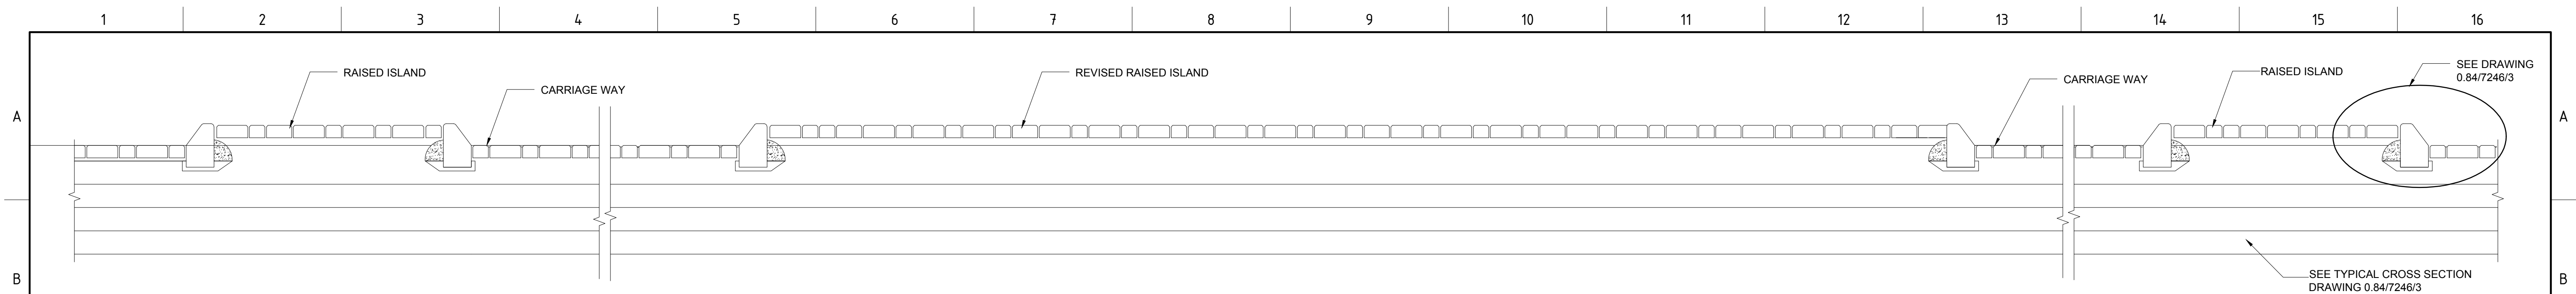 1 2 3 4 5 6 7 8 9 10 11 12 13 14 15 16
RAISED ISLAND
CARRIAGE WAY
REVISED RAISED ISLAND
CARRIAGE WAY
RAISED ISLAND
SEE DRAWING
0.84/7246/3
A
A
B
SEE TYPICAL CROSS SECTION
DRAWING 0.84/7246/3
B